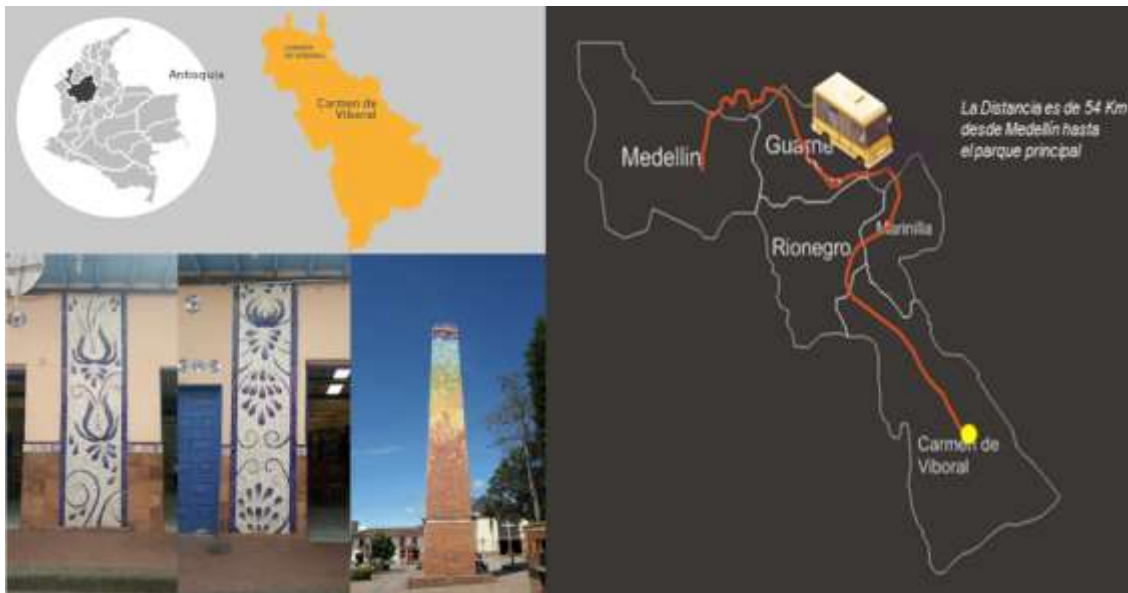 Antioquia
Carmen de
Viboral
Medellin
Guarne
Marinilla
Rionegro
Carmen de
Viboral
La Distancia es de 54 Km
desde Medellín hasta
el parque principal